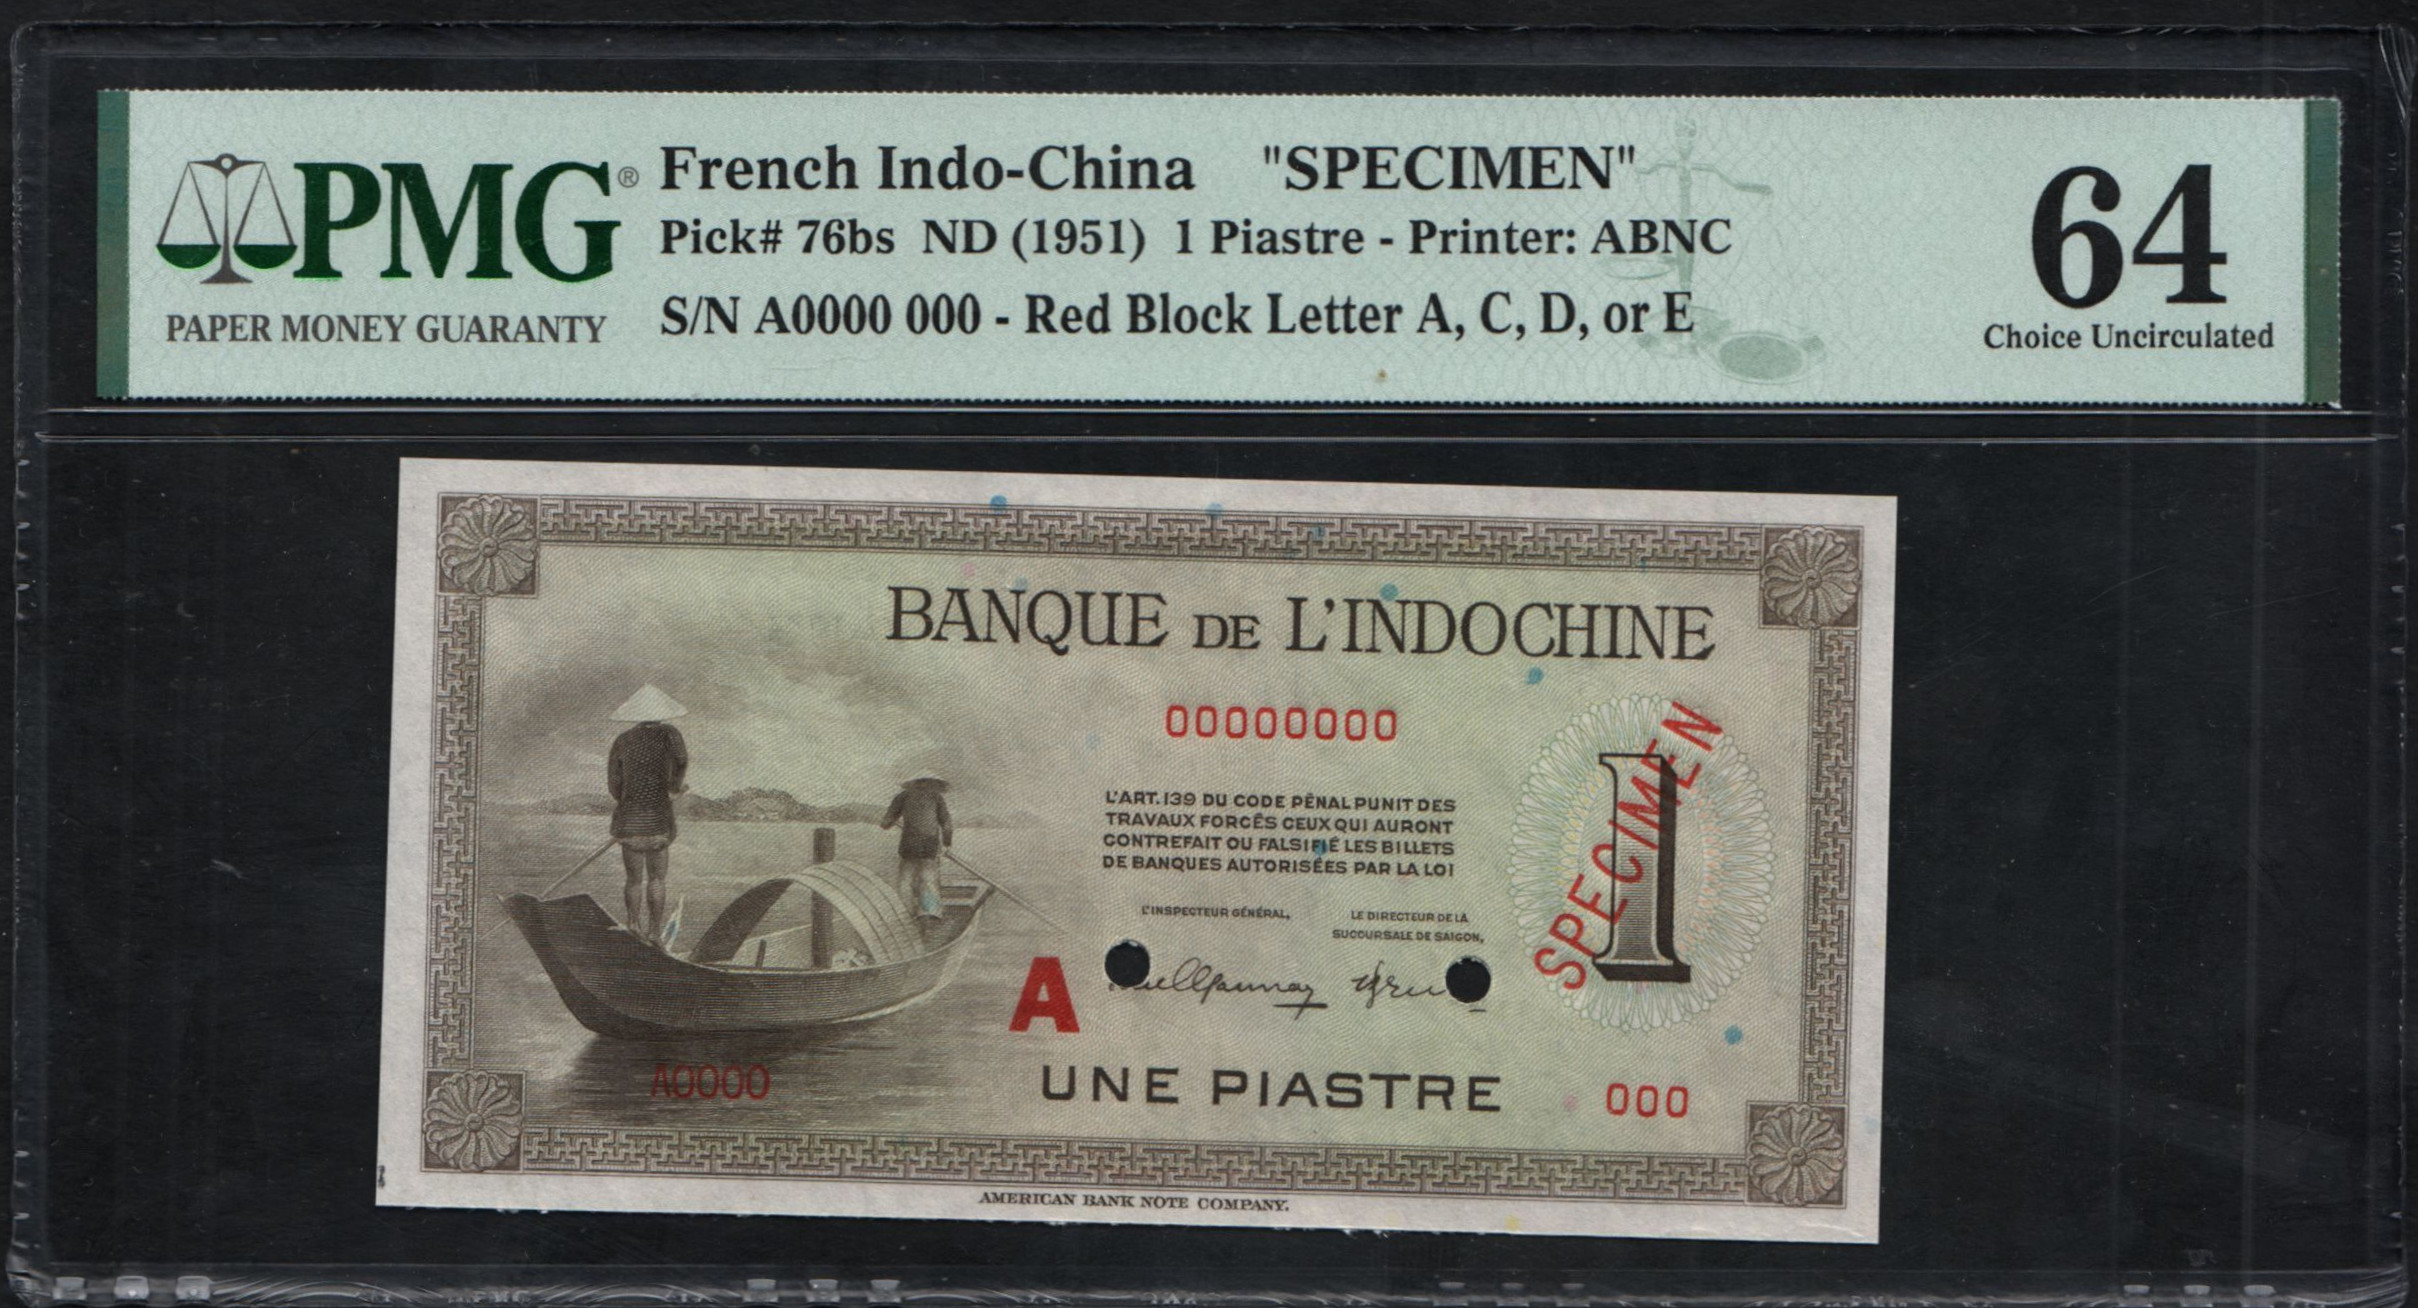 PMG®
PAPER MONEY GUARANTY
French Indo-China "SPECIMEN"
Pick# 76bs ND (1951) 1 Piastre - Printer: ABNC
S/N A0000 000 - Red Block Letter A, C, D, or E
64
Choice Uncirculated
BANQUE DE L'INDOCHINE
00000000
L'ART. 139 DU CODE PÉNAL PUNIT DES
TRAVAUX FORCÉS CEUX QUI AURONT
CONTREFAIT OU FALSIFIÉ LES BILLETS
DE BANQUES AUTORISÉES PAR LA LOI
L'INSPECTEUR GÉNÉRAL,
LE DIRECTEUR DE LA
SUCCURSALE DE SAIGON,
1
SPECIMEN
A
A0000
UNE PIASTRE
000
AMERICAN BANK NOTE COMPANY.